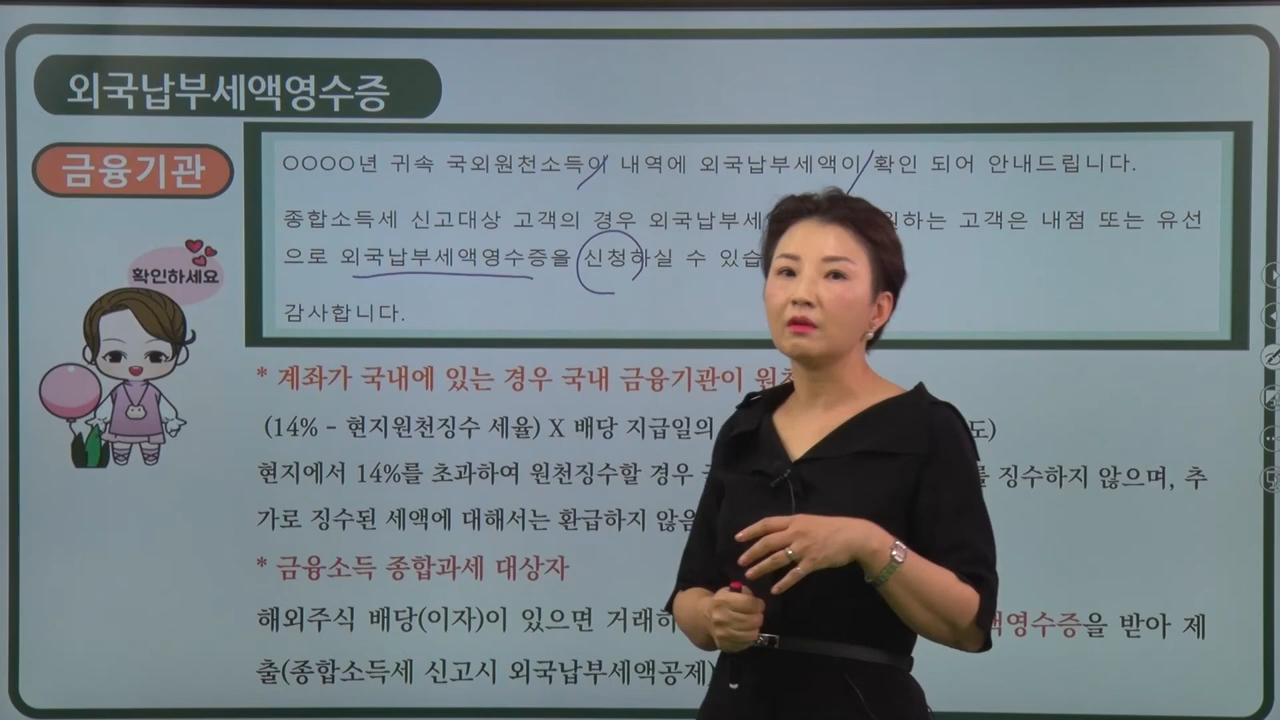 외국납부세액영수증
금융기관
OOOO년 귀속 국외원천소득이 내역에 외국납부세액이 확인 되어 안내드립니다.
종합소득세 신고대상 고객의 경우 외국납부세 원하는 고객은 내점 또는 유선
으로 외국납부세액영수증을 신청하실 수 있습
감사합니다.
확인하세요
* 계좌가 국내에 있는 경우 국내 금융기관이
(14% - 현지원천징수 세율) X 배당 지급일의 도)
현지에서 14%를 초과하여 원천징수할 경우 징수하지 않으며, 추
가로 징수된 세액에 대해서는 환급하지 않음
* 금융소득 종합과세 대상자
해외주식 배당(이자)이 있으면 거래하 액영수증을 받아 제
출(종합소득세 신고시 외국납부세액공제)